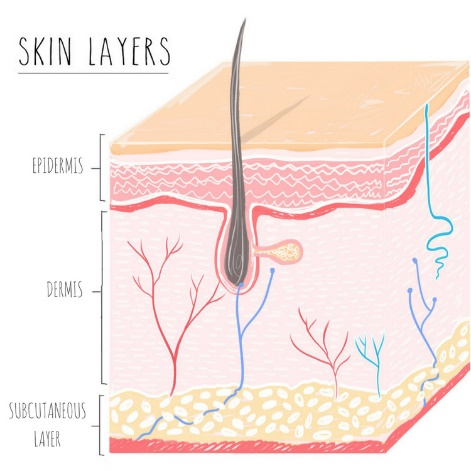 SKIN LAYERS
EPIDERMIS
DERMIS
SUBCUTANEOUS
LAYER